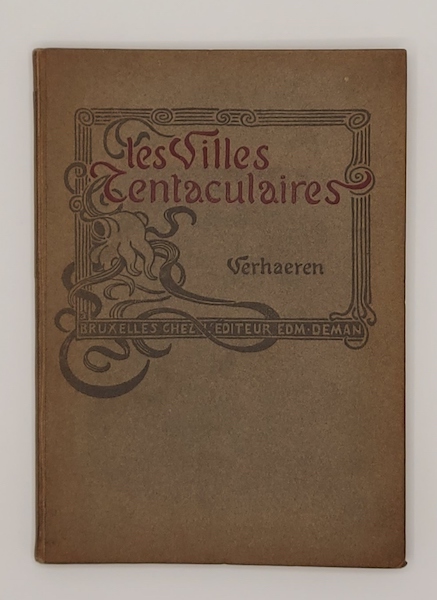 Les Villes
Tentaculaires
Verhaeren
BRUXELLES CHEZ L'EDITEUR EDM·DEMAN